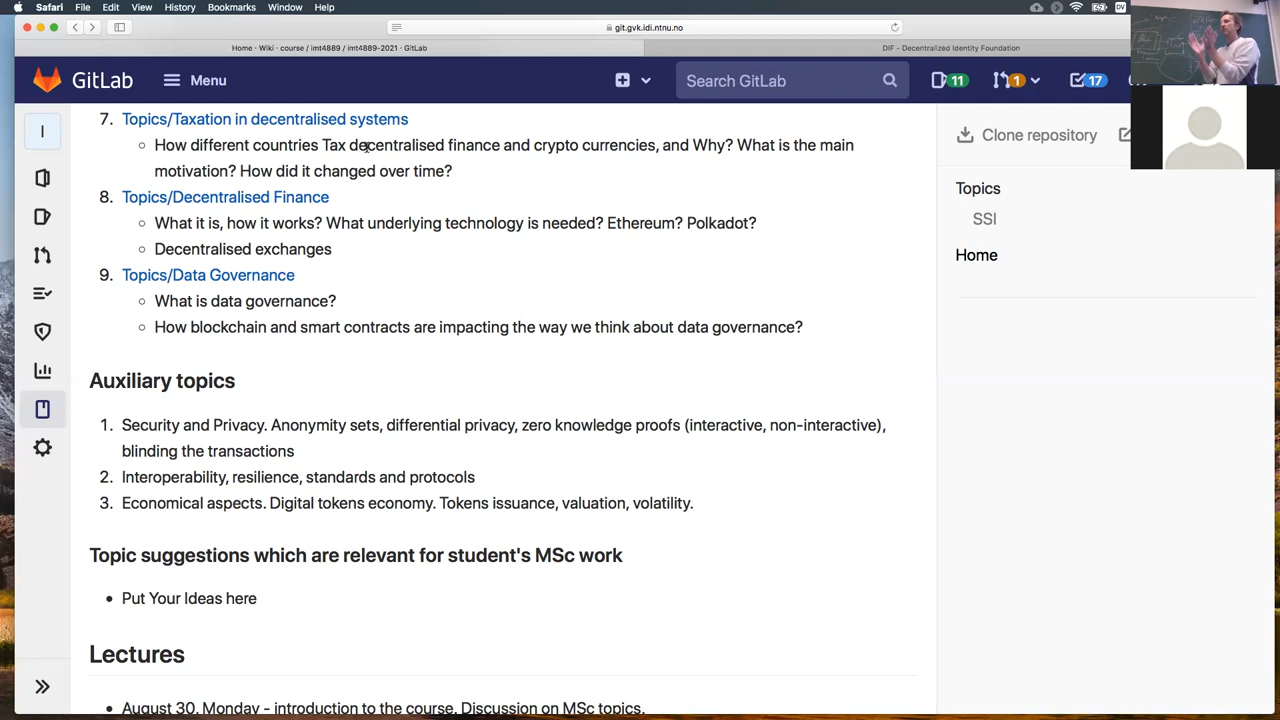 Safari File Edit View History Bookmarks Window Help
DV
git.gvk.idi.ntnu.no
Home · Wiki · course / imt4889 / imt4889-2021 · GitLab
DIF - Decentralized Identity Foundation
GitLab Menu Search GitLab 11 1 17
I
7. Topics/Taxation in decentralised systems
How different countries Tax decentralised finance and crypto currencies, and Why? What is the main
motivation? How did it changed over time?
8. Topics/Decentralised Finance
What it is, how it works? What underlying technology is needed? Ethereum? Polkadot?
Decentralised exchanges
9. Topics/Data Governance
What is data governance?
How blockchain and smart contracts are impacting the way we think about data governance?
Auxiliary topics
1. Security and Privacy. Anonymity sets, differential privacy, zero knowledge proofs (interactive, non-interactive),
blinding the transactions
2. Interoperability, resilience, standards and protocols
3. Economical aspects. Digital tokens economy. Tokens issuance, valuation, volatility.
Topic suggestions which are relevant for student's MSc work
Put Your Ideas here
Lectures
August 30, Monday - introduction to the course. Discussion on MSc topics.
Clone repository
Topics
SSI
Home